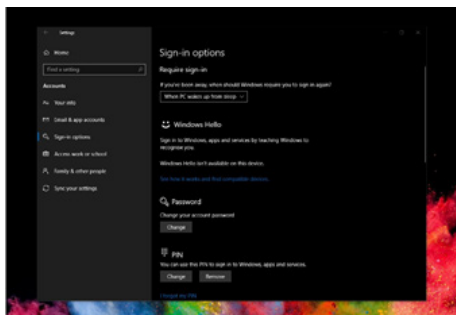 Settings
Home
Find a setting
Accounts
Your info
Email & app accounts
Sign-in options
Access work or school
Family & other people
Sync your settings
Sign-in options
Require sign-in
If you've been away, when should Windows require you to sign in again?
When PC wakes up from sleep
Windows Hello
Sign in to Windows, apps and services by teaching Windows to
recognise you.
Windows Hello isn't available on this device.
See how it works and find compatible devices.
Password
Change your account password
Change
PIN
You can use this PIN to sign in to Windows, apps and services.
Change Remove
I forgot my PIN